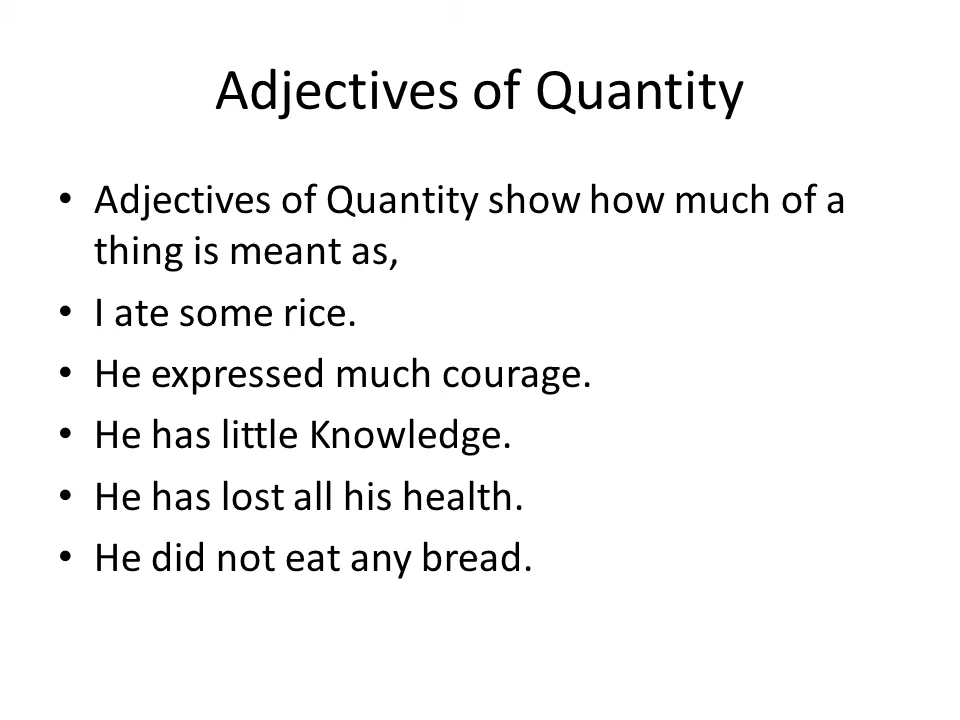 Adjectives of Quantity
• Adjectives of Quantity show how much of a
thing is meant as,
• I ate some rice.
• He expressed much courage.
• He has little Knowledge.
• He has lost all his health.
• He did not eat any bread.